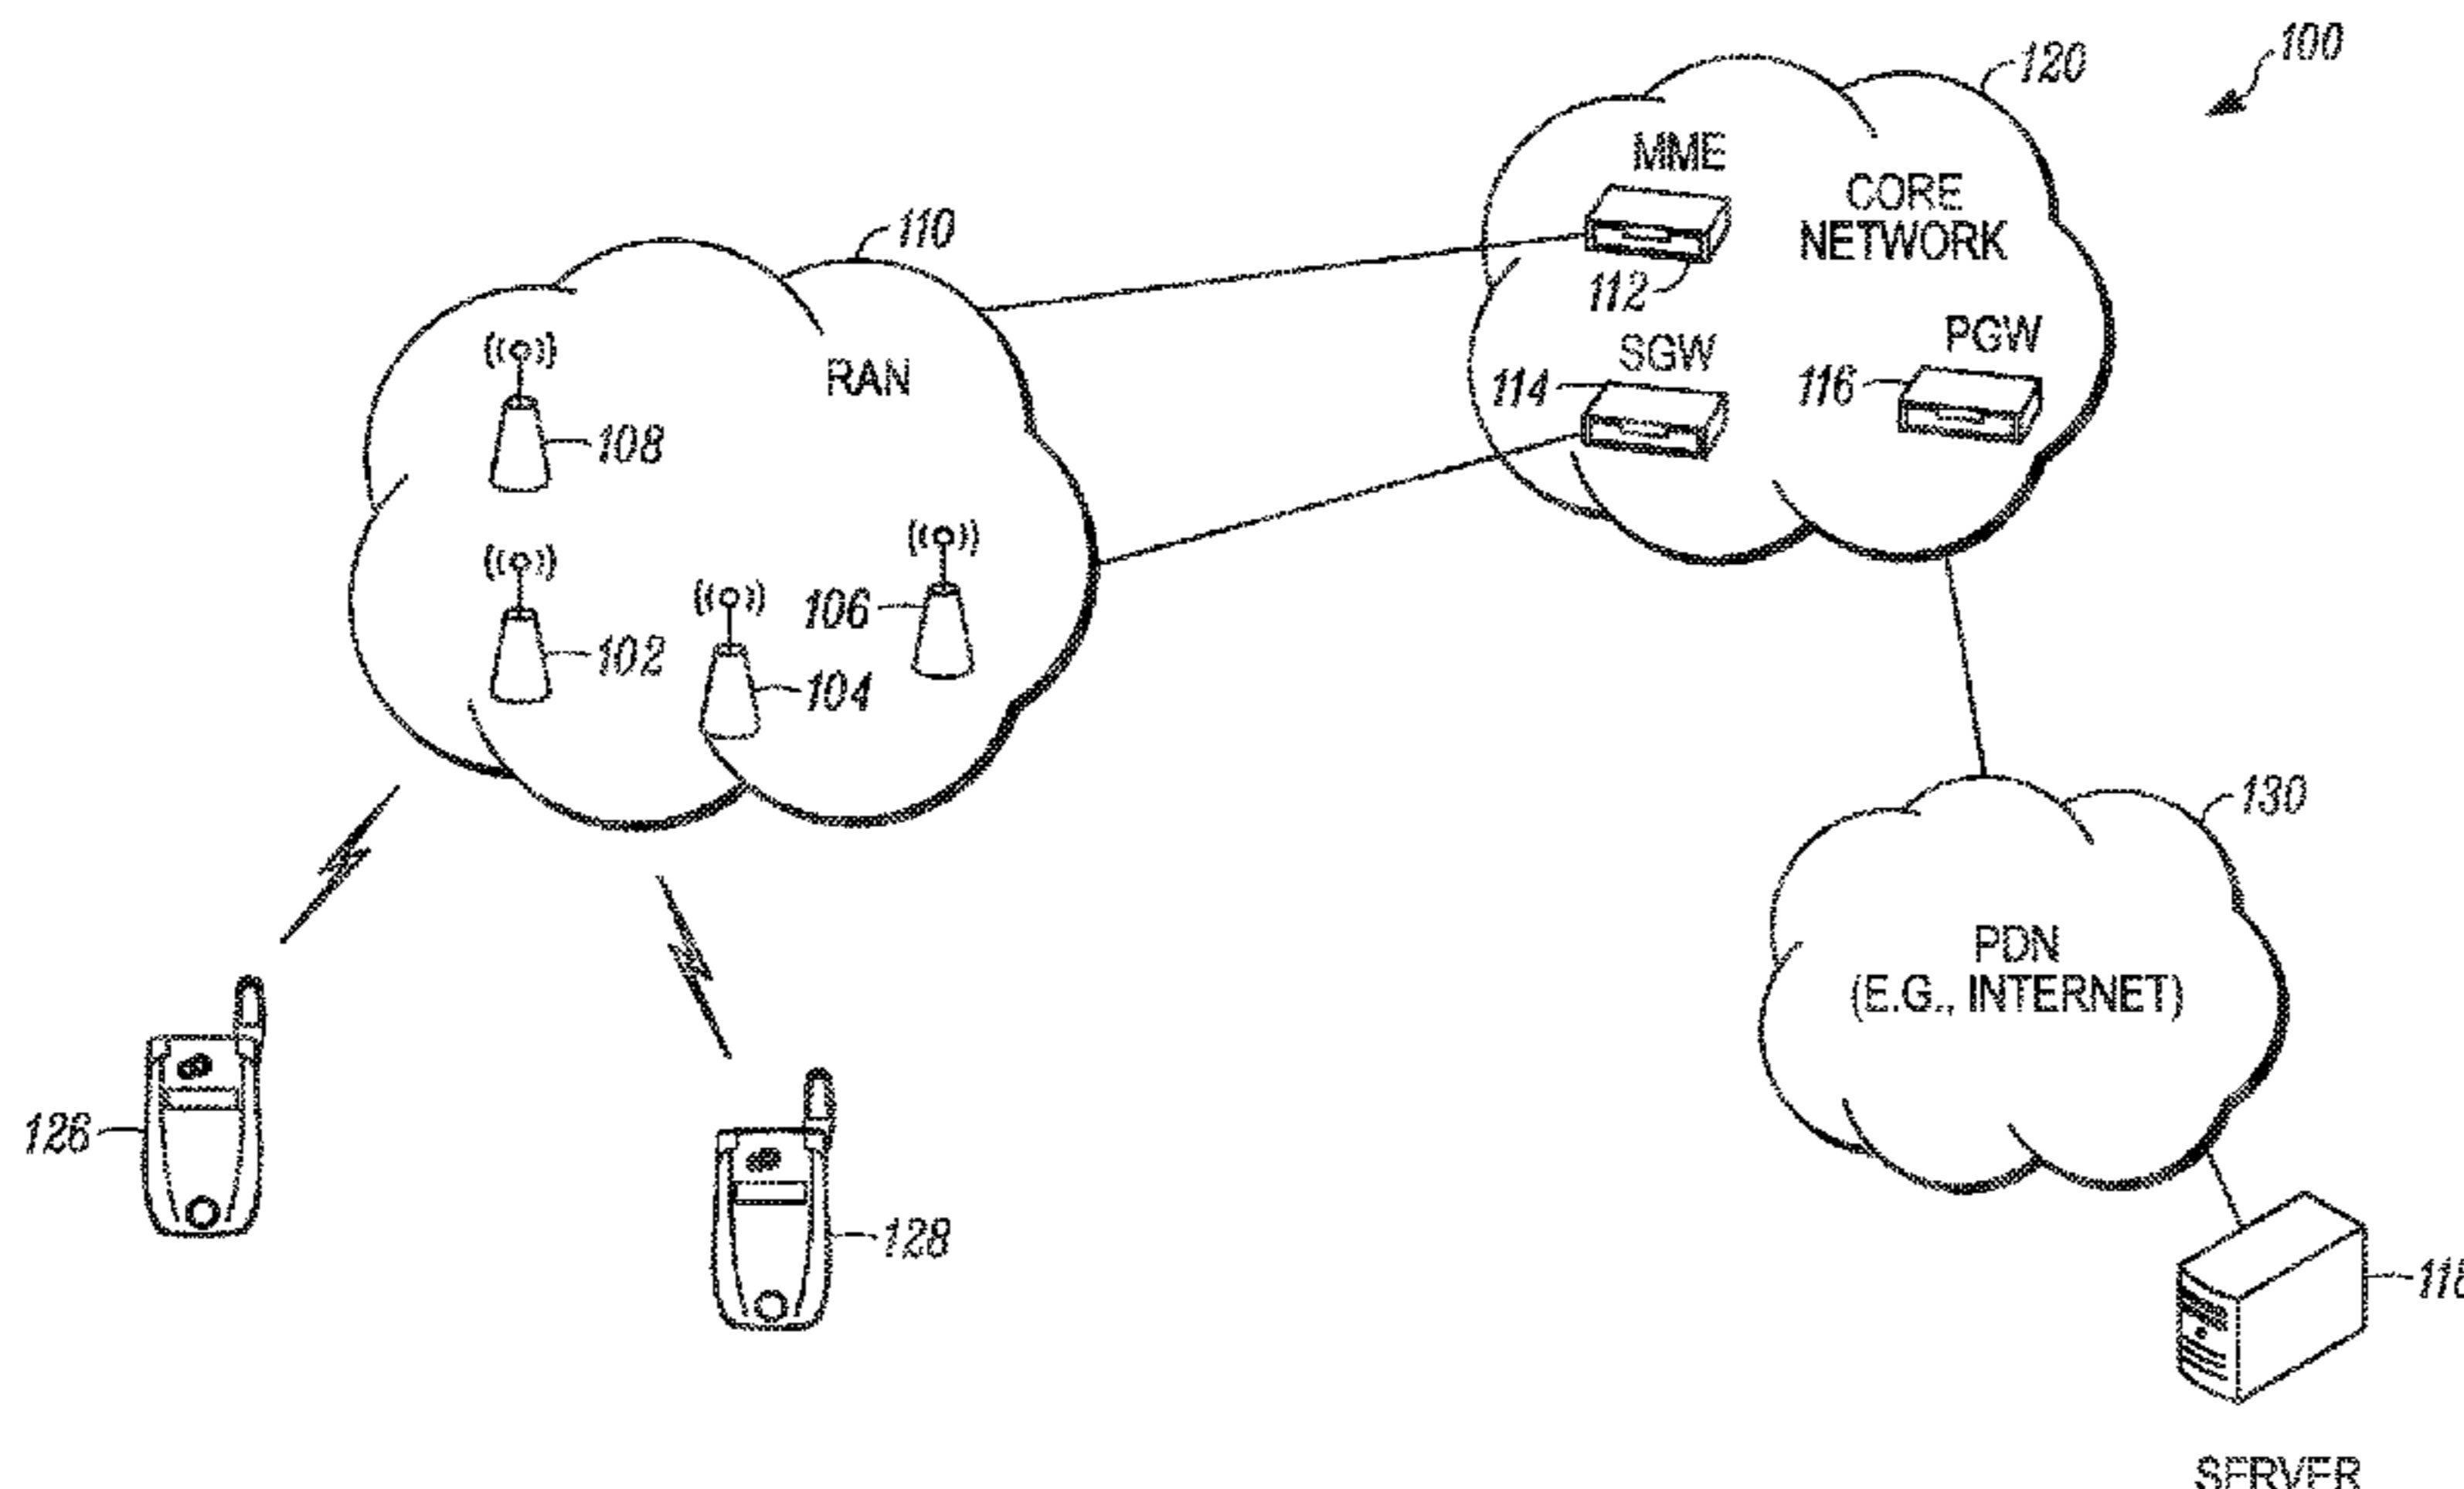 100
120
MME
CORE
NETWORK
112
110
RAN
SGW
PGW
114
116
108
106
102
104
130
PDN
(E.G., INTERNET)
126
128
SERVER